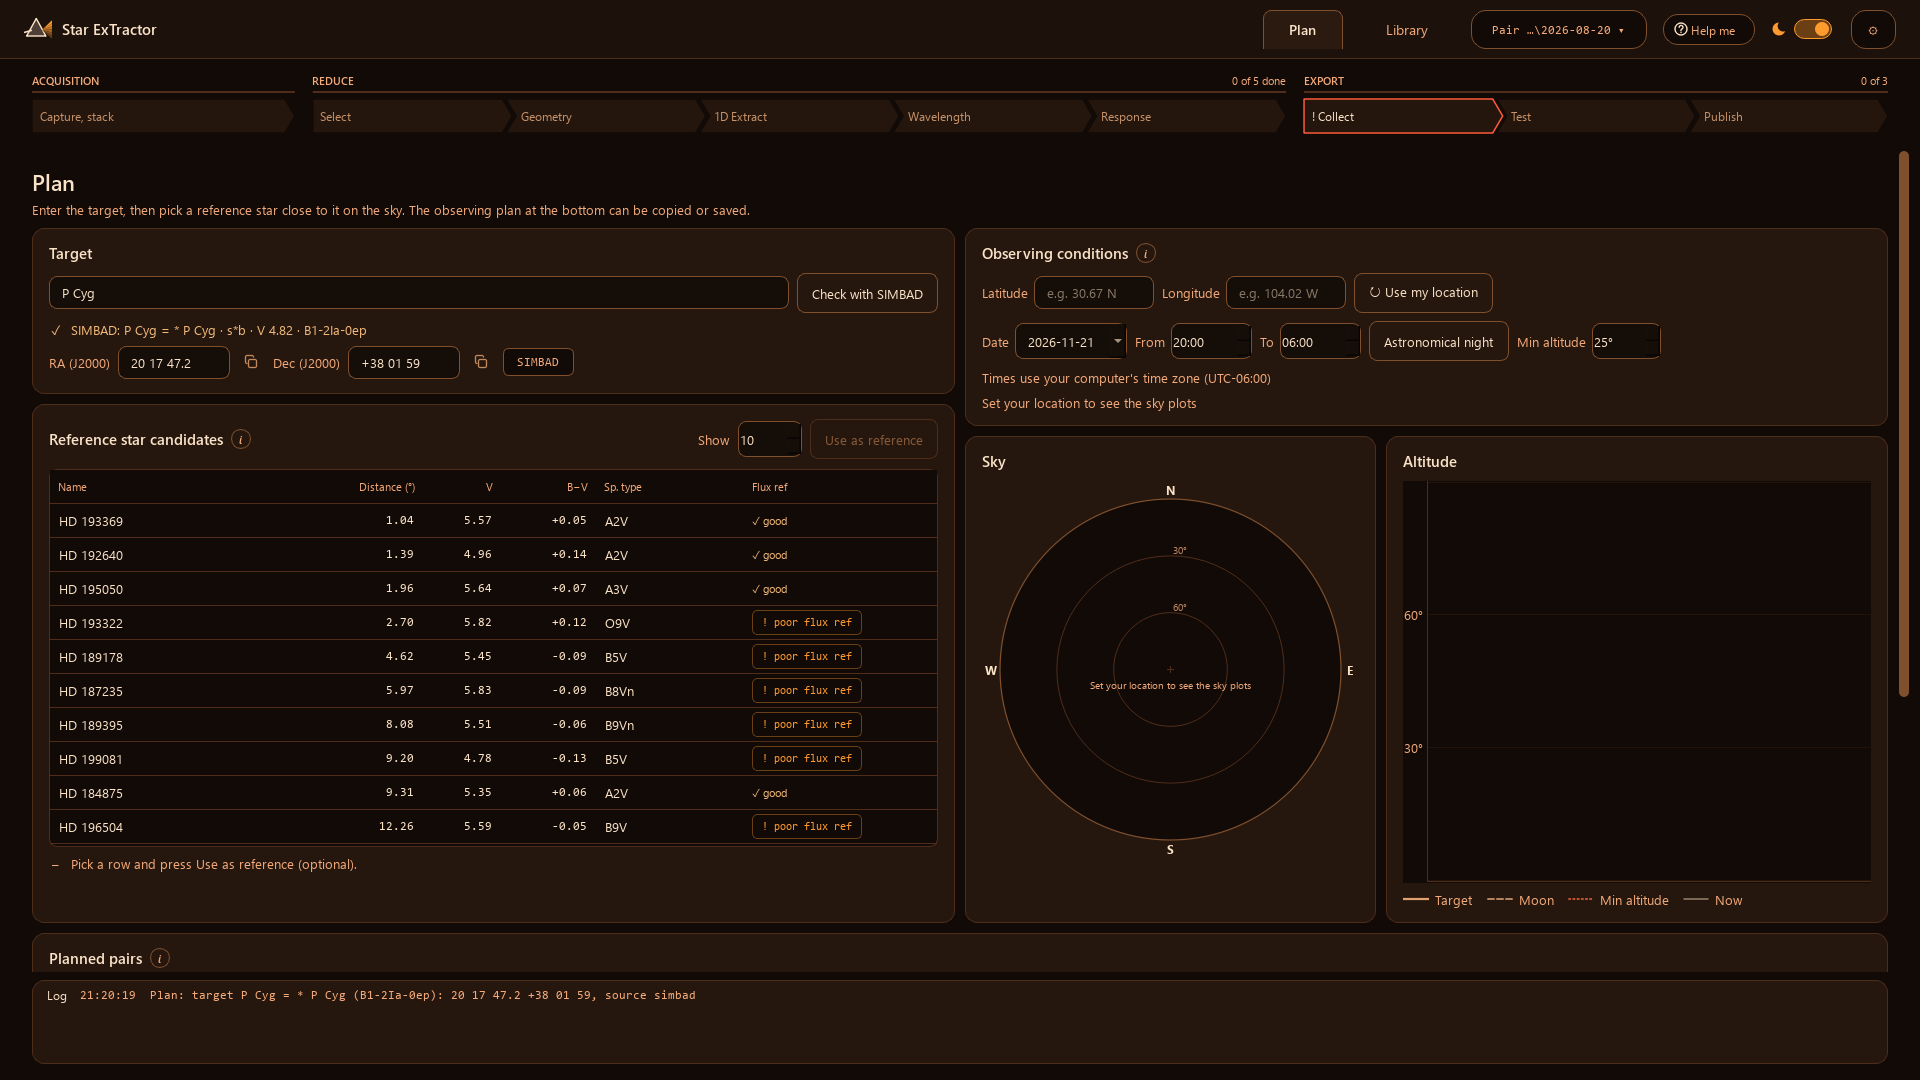 Star ExTractor
Plan
Library
Pair …\2026-08-20 ▾
Help me
ACQUISITION
REDUCE
0 of 5 done
EXPORT
0 of 3
Capture, stack
Select
Geometry
1D Extract
Wavelength
Response
! Collect
Test
Publish
Plan
Enter the target, then pick a reference star close to it on the sky. The observing plan at the bottom can be copied or saved.
Target
P Cyg
Check with SIMBAD
✓ SIMBAD: P Cyg = * P Cyg · s*b · V 4.82 · B1-2Ia-0ep
RA (J2000) 20 17 47.2 Dec (J2000) +38 01 59 SIMBAD
Reference star candidates i
Show 10 Use as reference
Name Distance (°) V B−V Sp. type Flux ref
HD 193369 1.04 5.57 +0.05 A2V ✓ good
HD 192640 1.39 4.96 +0.14 A2V ✓ good
HD 195050 1.96 5.64 +0.07 A3V ✓ good
HD 193322 2.70 5.82 +0.12 O9V ! poor flux ref
HD 189178 4.62 5.45 -0.09 B5V ! poor flux ref
HD 187235 5.97 5.83 -0.09 B8Vn ! poor flux ref
HD 189395 8.08 5.51 -0.06 B9Vn ! poor flux ref
HD 199081 9.20 4.78 -0.13 B5V ! poor flux ref
HD 184875 9.31 5.35 +0.06 A2V ✓ good
HD 196504 12.26 5.59 -0.05 B9V ! poor flux ref
– Pick a row and press Use as reference (optional).
Observing conditions i
Latitude e.g. 30.67 N Longitude e.g. 104.02 W Use my location
Date 2026-11-21 From 20:00 To 06:00 Astronomical night Min altitude 25°
Times use your computer's time zone (UTC-06:00)
Set your location to see the sky plots
Sky
N
30°
60°
W
E
Set your location to see the sky plots
S
Altitude
60°
30°
Target Moon Min altitude Now
Planned pairs i
Log 21:20:19 Plan: target P Cyg = * P Cyg (B1-2Ia-0ep): 20 17 47.2 +38 01 59, source simbad